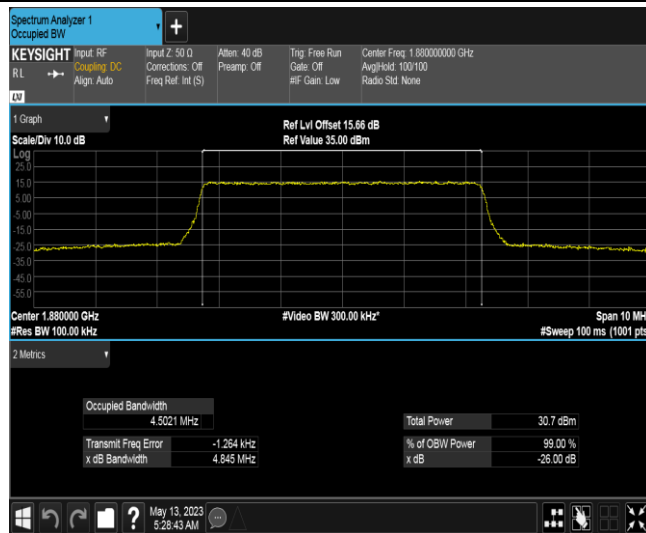 Spectrum Analyzer 1
Occupied BW
+
KEYSIGHT
RL
Input: RF
Coupling: DC
Align: Auto
Input Z: 50 Ω
Corrections: Off
Freq Ref: Int (S)
Atten: 40 dB
Preamp: Off
Trig: Free Run
Gate: Off
#IF Gain: Low
Center Freq: 1.880000000 GHz
Avg|Hold: 100/100
Radio Std: None
1 Graph
Scale/Div 10.0 dB
Ref Lvl Offset 15.66 dB
Ref Value 35.00 dBm
Log
25.0
15.0
5.00
-5.00
-15.0
-25.0
-35.0
-45.0
-55.0
Center 1.880000 GHz
#Res BW 100.00 kHz
#Video BW 300.00 kHz*
Span 10 MH
#Sweep 100 ms (1001 pts
2 Metrics
Occupied Bandwidth
4.5021 MHz
Transmit Freq Error -1.264 kHz
x dB Bandwidth 4.845 MHz
Total Power 30.7 dBm
% of OBW Power 99.00 %
x dB -26.00 dB
?
May 13, 2023
5:28:43 AM